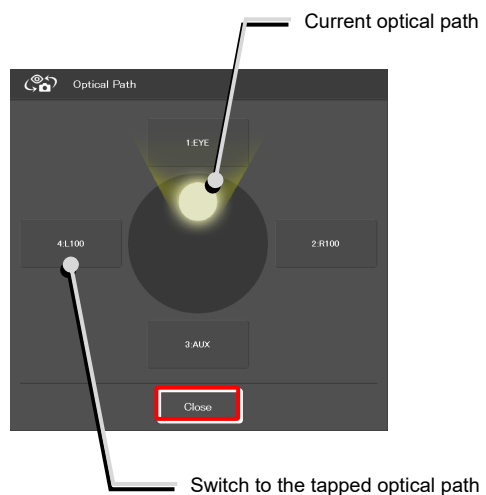 Current optical path
Optical Path
1:EYE
4:L100
2:R100
3:AUX
Close
Switch to the tapped optical path